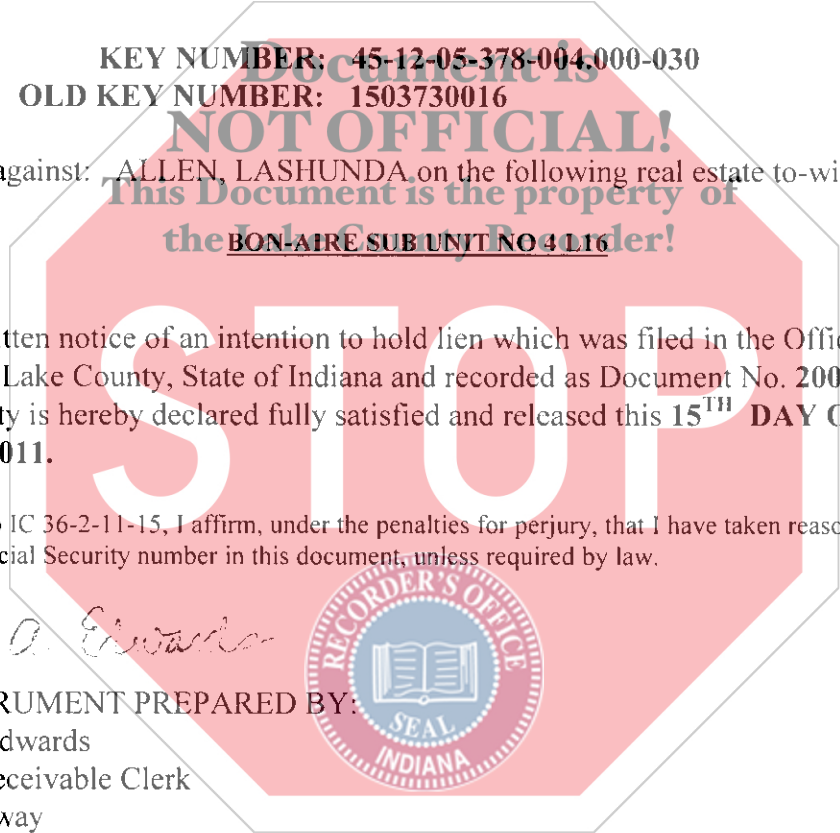 KEY NUMBER: 45-12-05-378-004.000-030
Document is
OLD KEY NUMBER: 1503730016
NOT OFFICIAL!
against: ALLEN, LASHUNDA on the following real estate to-wi
This Document is the property of
the Lake County Recorder!
BON-AIRE SUB UNIT NO 4 L16
STOP
tten notice of an intention to hold lien which was filed in the Offi
Lake County, State of Indiana and recorded as Document No. 200
ty is hereby declared fully satisfied and released this 15TH DAY O
011.
IC 36-2-11-15, I affirm, under the penalties for perjury, that I have taken reaso
cial Security number in this document, unless required by law.
RECORDER'S OFFICE
a. Edwards
RUMENT PREPARED BY:
SEAL
dwards
INDIANA
eceivable Clerk
way